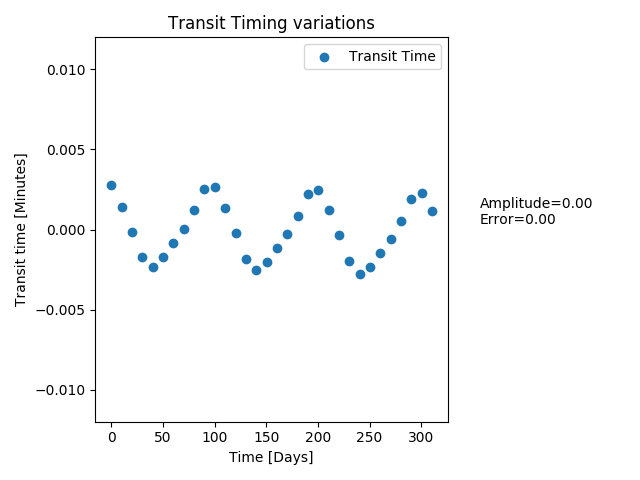 Transit Timing variations
Transit Time
0.010
0.005
0.000
−0.005
−0.010
Transit time [Minutes]
0 50 100 150 200 250 300
Time [Days]
Amplitude=0.00
Error=0.00